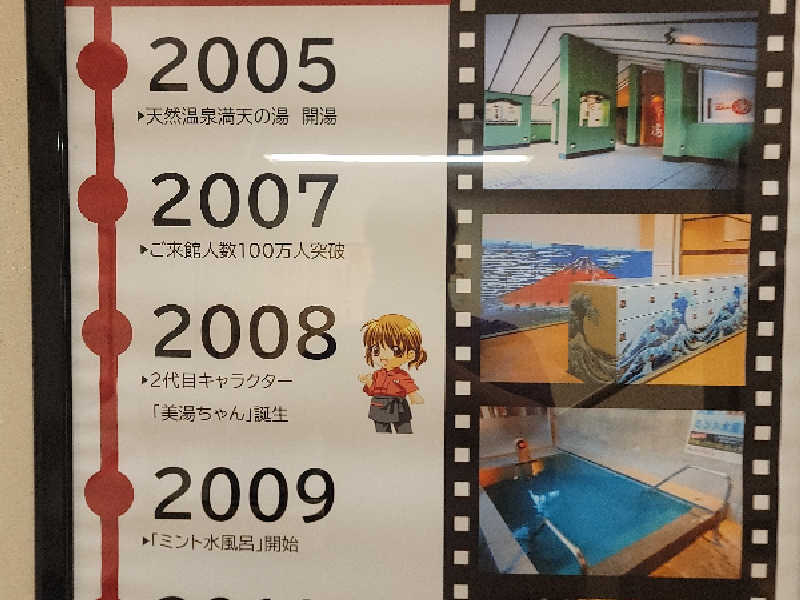 2005
▶天然温泉満天の湯 開湯
2007
▶ご来館人数100万人突破
2008
▶2代目キャラクター
「美湯ちゃん」誕生
2009
▶「ミント水風呂」開始